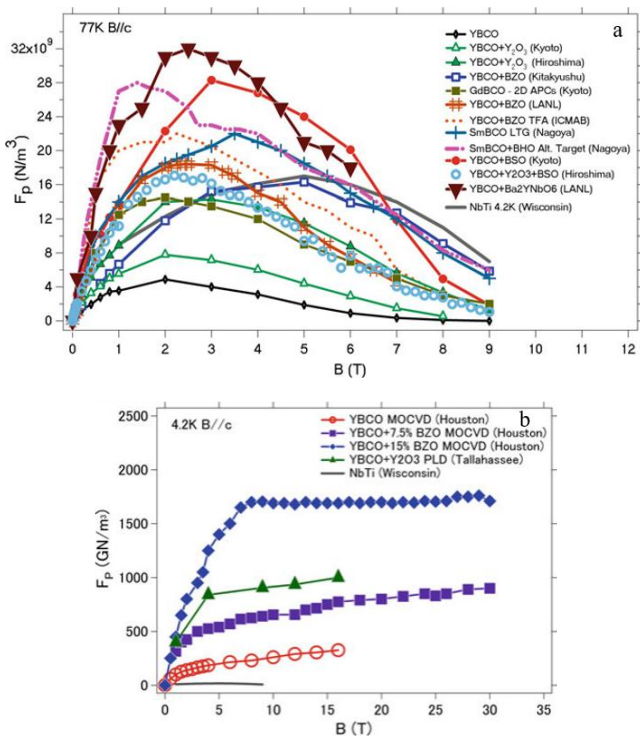 77K B//c
a
YBCO
YBCO+Y2O3 (Kyoto)
YBCO+Y2O3 (Hiroshima)
YBCO+BZO (Kitakyushu)
GdBCO - 2D APCs (Kyoto)
YBCO+BZO (LANL)
YBCO+BZO TFA (ICMAB)
SmBCO LTG (Nagoya)
SmBCO+BHO Alt. Target (Nagoya)
YBCO+BSO (Kyoto)
YBCO+Y2O3+BSO (Hiroshima)
YBCO+Ba2YNbO6 (LANL)
NbTi 4.2K (Wisconsin)
32x10⁹
28
24
20
16
12
8
4
0
Fp (N/m³)
0 1 2 3 4 5 6 7 8 9 10 11 12
B (T)
4.2K B//c
b
YBCO MOCVD (Houston)
YBCO+7.5% BZO MOCVD (Houston)
YBCO+15% BZO MOCVD (Houston)
YBCO+Y2O3 PLD (Tallahassee)
NbTi (Wisconsin)
2500
2000
1500
1000
500
0
Fp (GN/m³)
0 5 10 15 20 25 30 35
B (T)